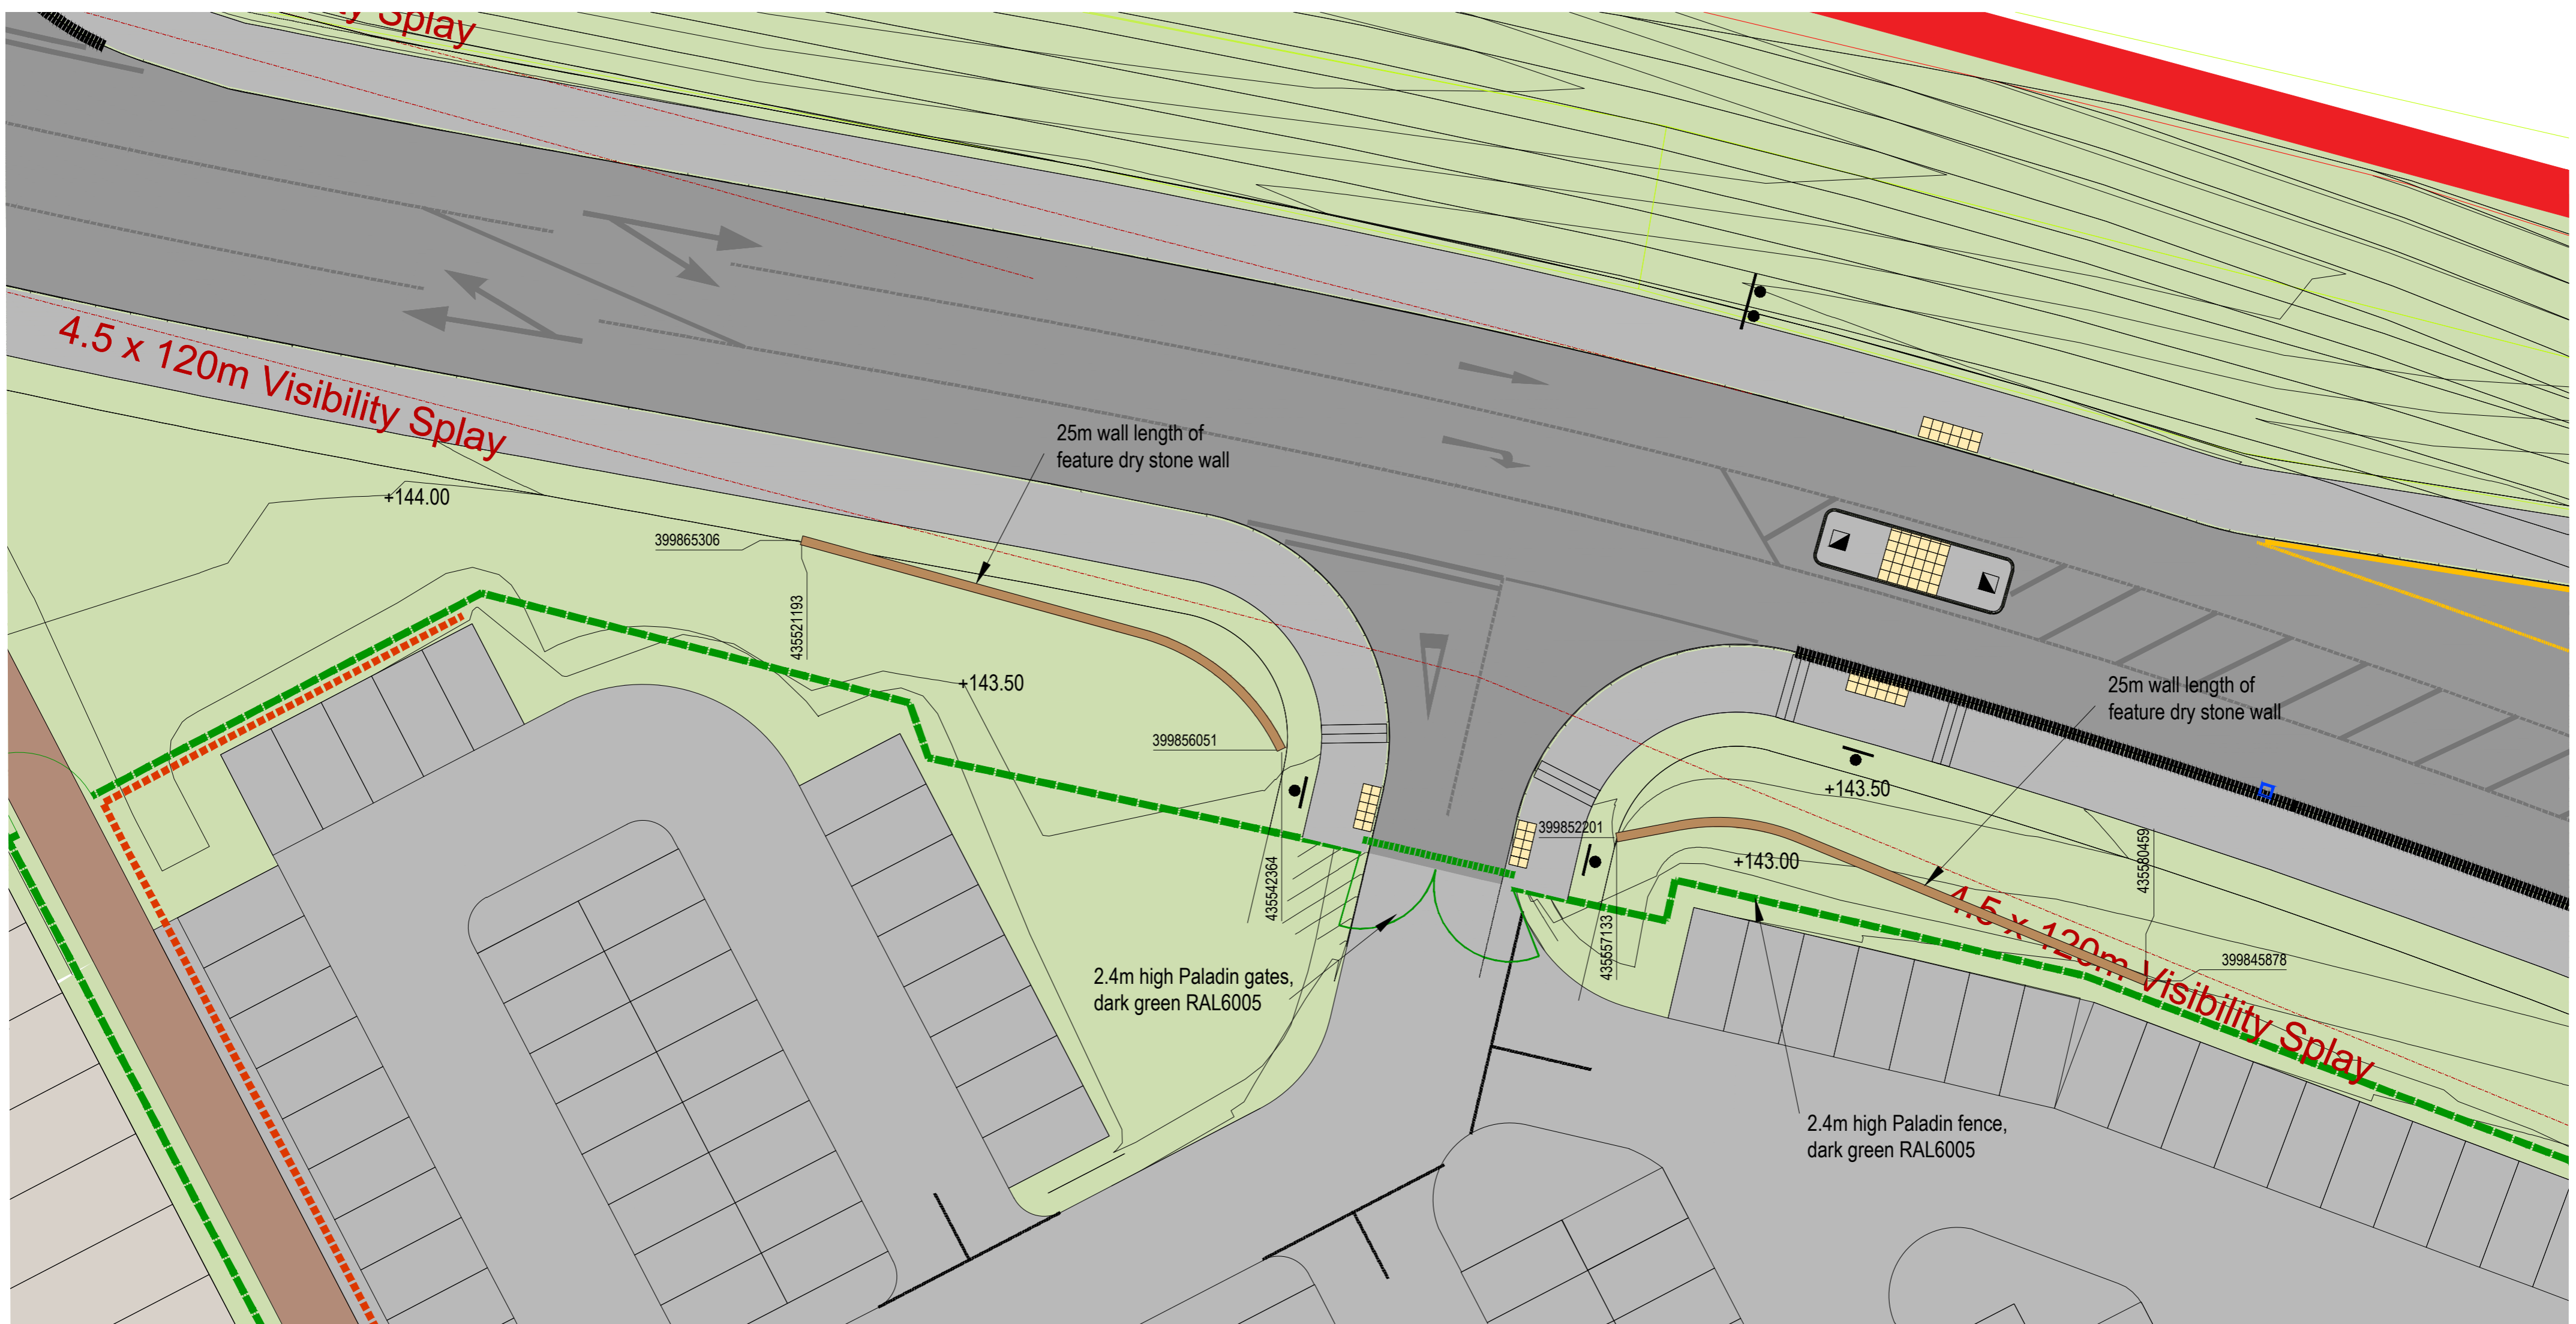 Splay
4.5 x 120m Visibility Splay
25m wall length of
feature dry stone wall
+144.00
399865306
435521193
+143.50
399856051
435542364
25m wall length of
feature dry stone wall
+143.50
399852201
+143.00
435580459
435557133
399845878
4.5 x 120m Visibility Splay
2.4m high Paladin gates,
dark green RAL6005
2.4m high Paladin fence,
dark green RAL6005